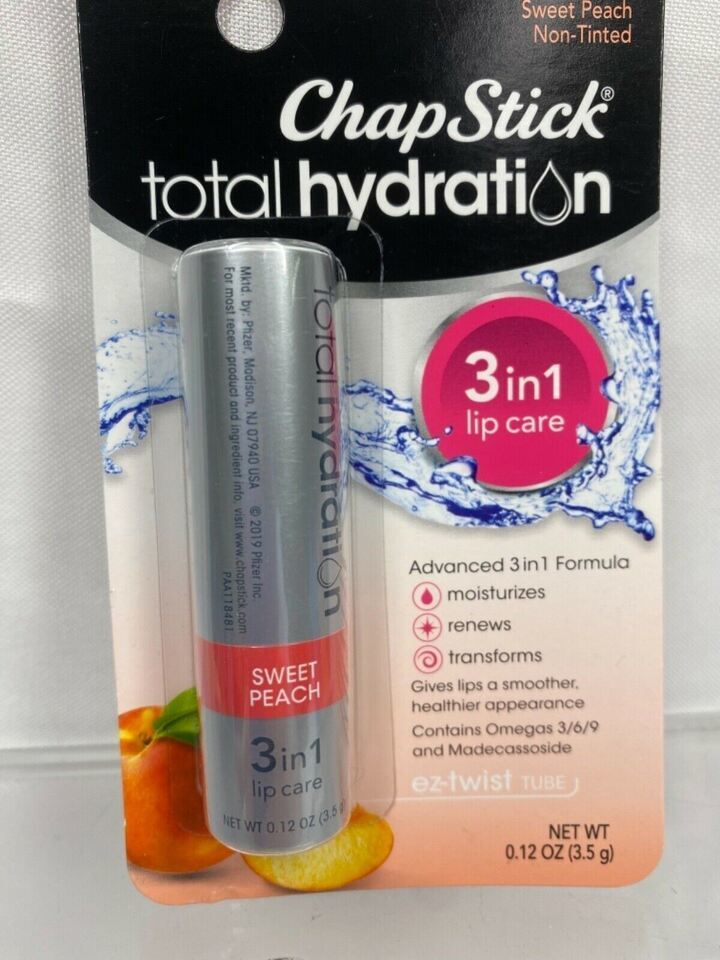 Sweet Peach
Non-Tinted
ChapStick®
total hydration
3 in 1
lip care
Advanced 3 in 1 Formula
moisturizes
renews
transforms
Gives lips a smoother,
healthier appearance
Contains Omegas 3/6/9
and Madecassoside
ez-twist TUBE
NET WT
0.12 OZ (3.5 g)
total hydration
Mktd. by: Pfizer, Madison, NJ 07940 USA © 2019 Pfizer Inc.
For most recent product and ingredient info, visit www.chapstick.com
PAA118481
SWEET
PEACH
3 in 1
lip care
NET WT 0.12 OZ (3.5 g)